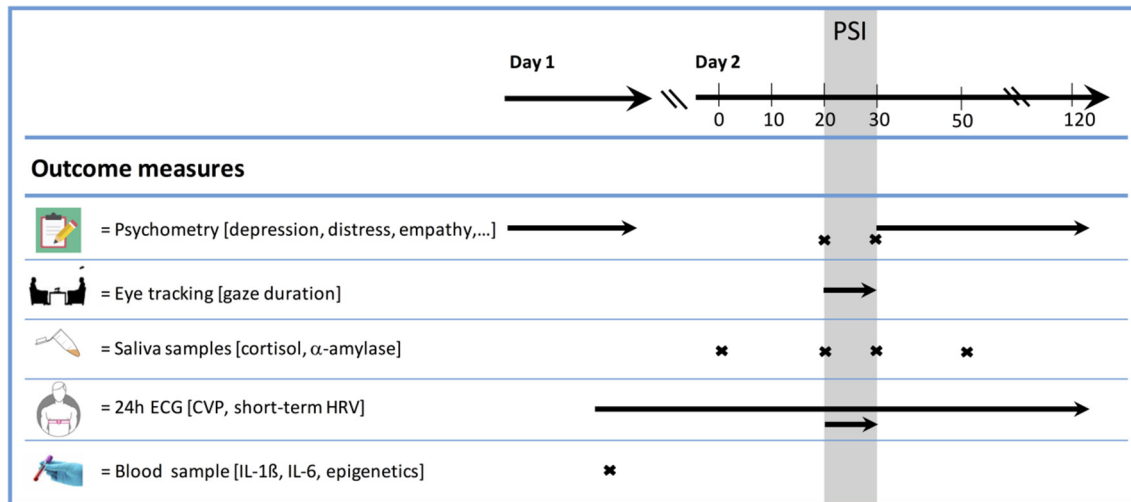 PSI
Day 1
Day 2
0 10 20 30 50 120
Outcome measures
= Psychometry [depression, distress, empathy,...]
= Eye tracking [gaze duration]
= Saliva samples [cortisol, α-amylase]
= 24h ECG [CVP, short-term HRV]
= Blood sample [IL-1ß, IL-6, epigenetics]